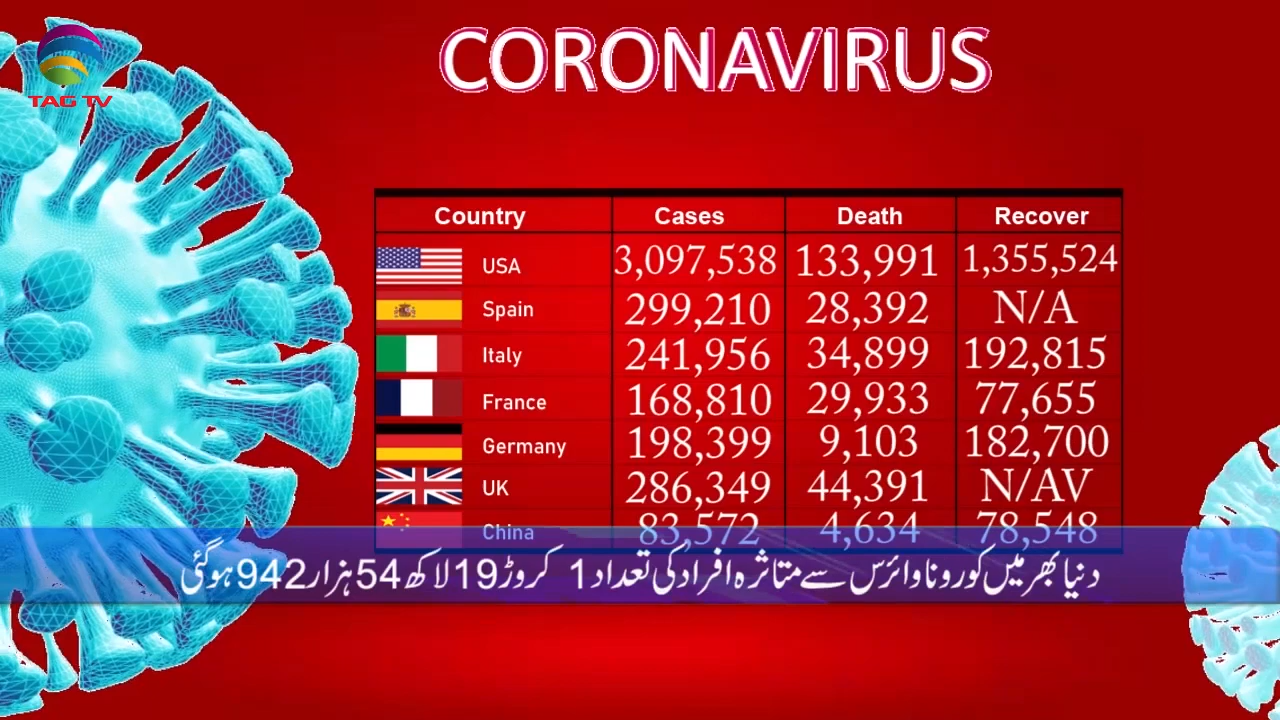 TAG TV
CORONAVIRUS
Country Cases Death Recover
USA 3,097,538 133,991 1,355,524
Spain 299,210 28,392 N/A
Italy 241,956 34,899 192,815
France 168,810 29,933 77,655
Germany 198,399 9,103 182,700
UK 286,349 44,391 N/AV
China 83,572 4,634 78,548
دنیا بھر میں کورونا وائرس سے متاثرہ افراد کی تعداد 1 کروڑ 19 لاکھ 54 ہزار 942 ہو گئی